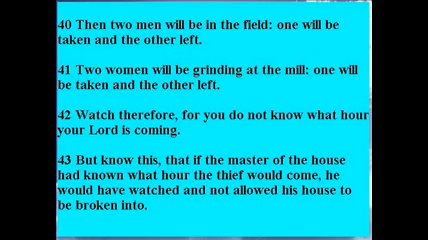 40 Then two men will be in the field: one will be
taken and the other left.
41 Two women will be grinding at the mill: one will
be taken and the other left.
42 Watch therefore, for you do not know what hour
your Lord is coming.
43 But know this, that if the master of the house
had known what hour the thief would come, he
would have watched and not allowed his house to
be broken into.